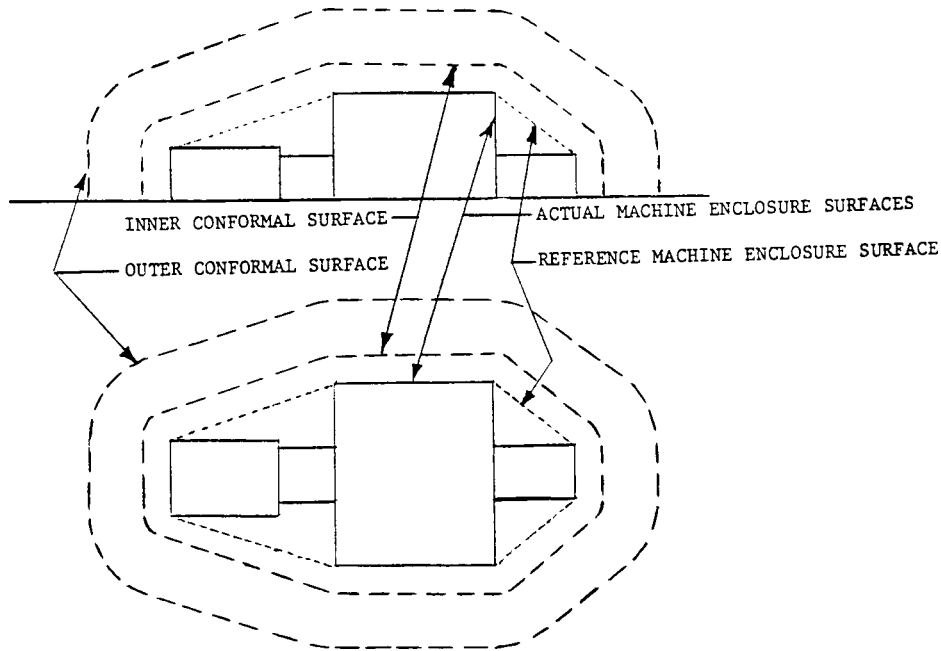 INNER CONFORMAL SURFACE
ACTUAL MACHINE ENCLOSURE SURFACES
OUTER CONFORMAL SURFACE
REFERENCE MACHINE ENCLOSURE SURFACE